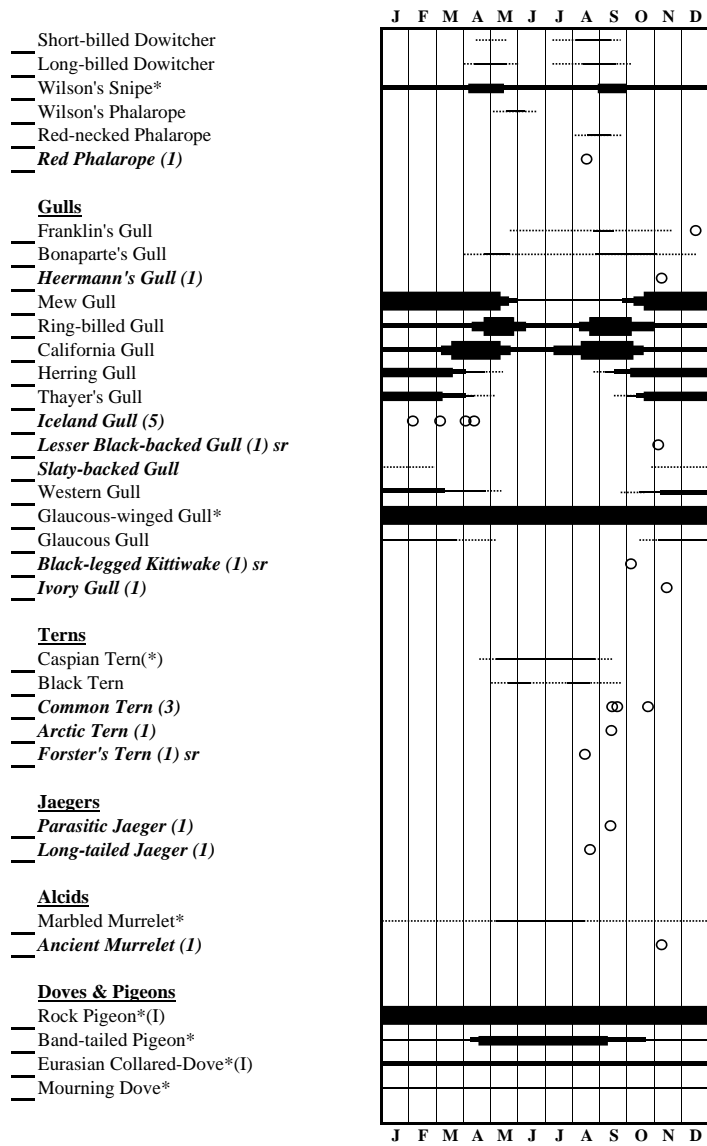 J F M A M J J A S O N D
Short-billed Dowitcher
Long-billed Dowitcher
Wilson's Snipe*
Wilson's Phalarope
Red-necked Phalarope
Red Phalarope (1)
Gulls
Franklin's Gull
Bonaparte's Gull
Heermann's Gull (1)
Mew Gull
Ring-billed Gull
California Gull
Herring Gull
Thayer's Gull
Iceland Gull (5)
Lesser Black-backed Gull (1) sr
Slaty-backed Gull
Western Gull
Glaucous-winged Gull*
Glaucous Gull
Black-legged Kittiwake (1) sr
Ivory Gull (1)
Terns
Caspian Tern(*)
Black Tern
Common Tern (3)
Arctic Tern (1)
Forster's Tern (1) sr
Jaegers
Parasitic Jaeger (1)
Long-tailed Jaeger (1)
Alcids
Marbled Murrelet*
Ancient Murrelet (1)
Doves & Pigeons
Rock Pigeon*(I)
Band-tailed Pigeon*
Eurasian Collared-Dove*(I)
Mourning Dove*
J F M A M J J A S O N D